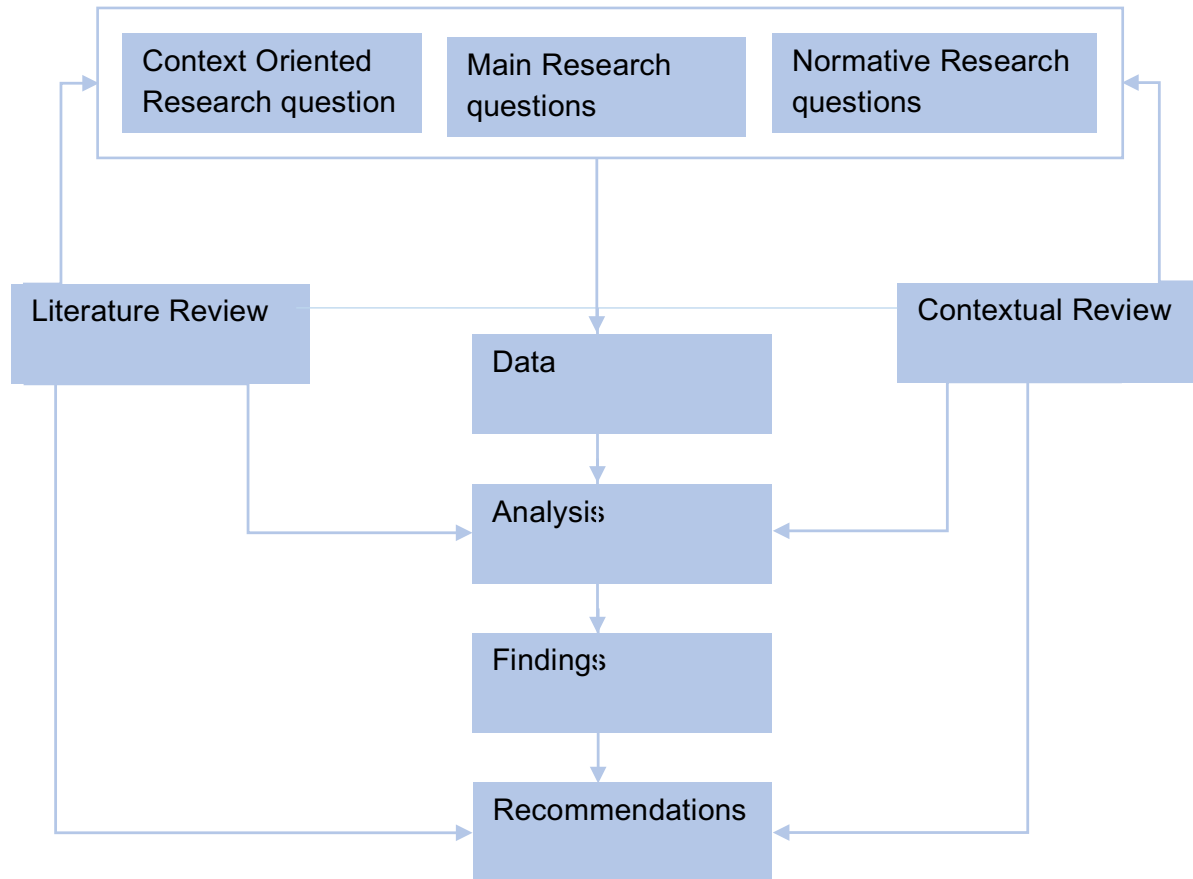 Context Oriented
Research question
Main Research
questions
Normative Research
questions
Literature Review
Contextual Review
Data
Analysis
Findings
Recommendations